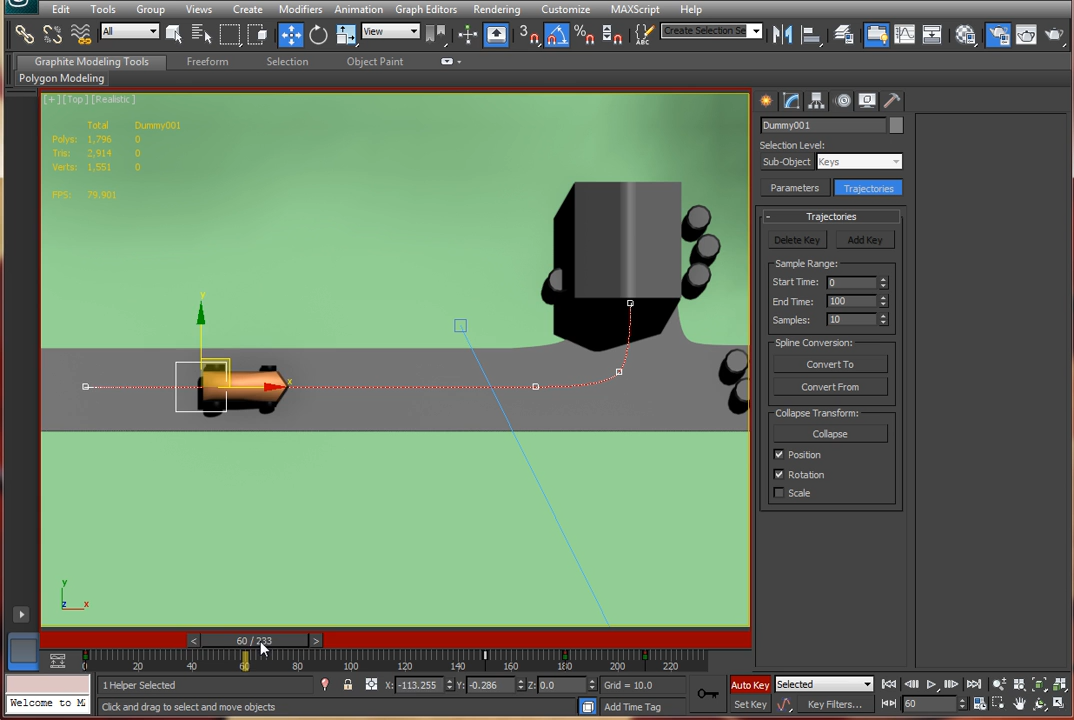 Edit Tools Group Views Create Modifiers Animation Graph Editors Rendering Customize MAXScript Help
All View 3 Create Selection Se
Graphite Modeling Tools Freeform Selection Object Paint
Polygon Modeling
[+] [Top] [Realistic]
Total Dummy001
Polys: 1,796 0
Tris: 2,914 0
Verts: 1,551 0
FPS: 79.901
y
x
y
z x
Dummy001
Selection Level:
Sub-Object Keys
Parameters Trajectories
- Trajectories
Delete Key Add Key
Sample Range:
Start Time: 0
End Time: 100
Samples: 10
Spline Conversion:
Convert To
Convert From
Collapse Transform:
Collapse
Position
Rotation
Scale
< 60 / 233 >
0 20 40 60 80 100 120 140 160 180 200 220
1 Helper Selected X: -113.255 Y: -0.286 Z: 0.0 Grid = 10.0 Auto Key Selected
Welcome to M Click and drag to select and move objects Add Time Tag Set Key Key Filters... 60